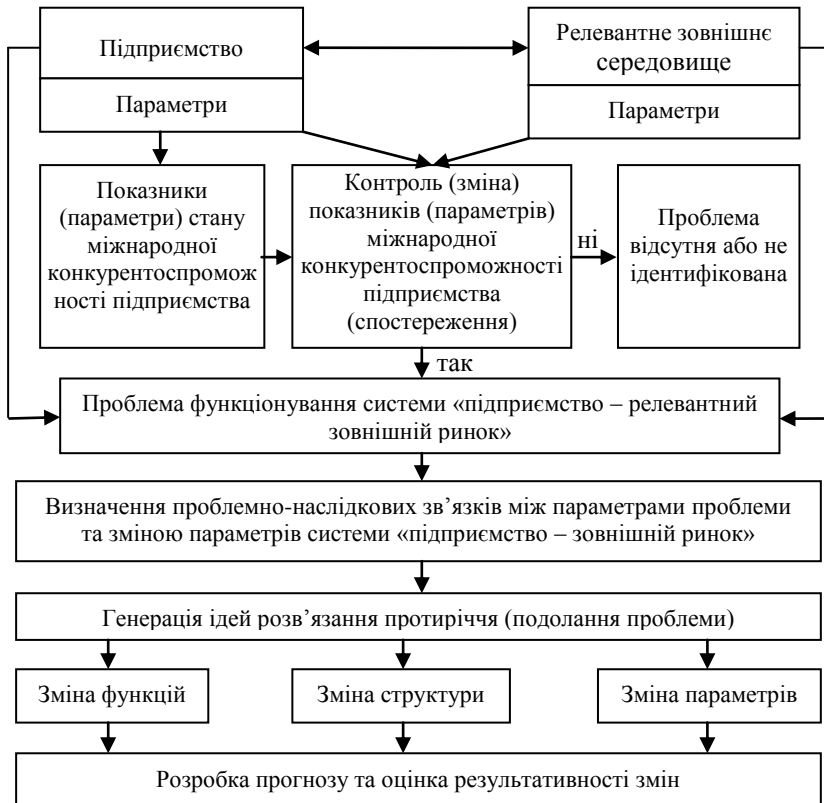 Підприємство
Релевантне зовнішнє
середовище
Параметри
Параметри
Показники
(параметри) стану
міжнародної
конкурентоспромож
ності підприємства
Контроль (зміна)
показників (параметрів)
міжнародної
конкурентоспроможності
підприємства
(спостереження)
ні
Проблема
відсутня або не
ідентифікована
так
Проблема функціонування системи «підприємство – релевантний
зовнішній ринок»
Визначення проблемно-наслідкових зв’язків між параметрами проблеми
та зміною параметрів системи «підприємство – зовнішній ринок»
Генерація ідей розв’язання протиріччя (подолання проблеми)
Зміна функцій
Зміна структури
Зміна параметрів
Розробка прогнозу та оцінка результативності змін